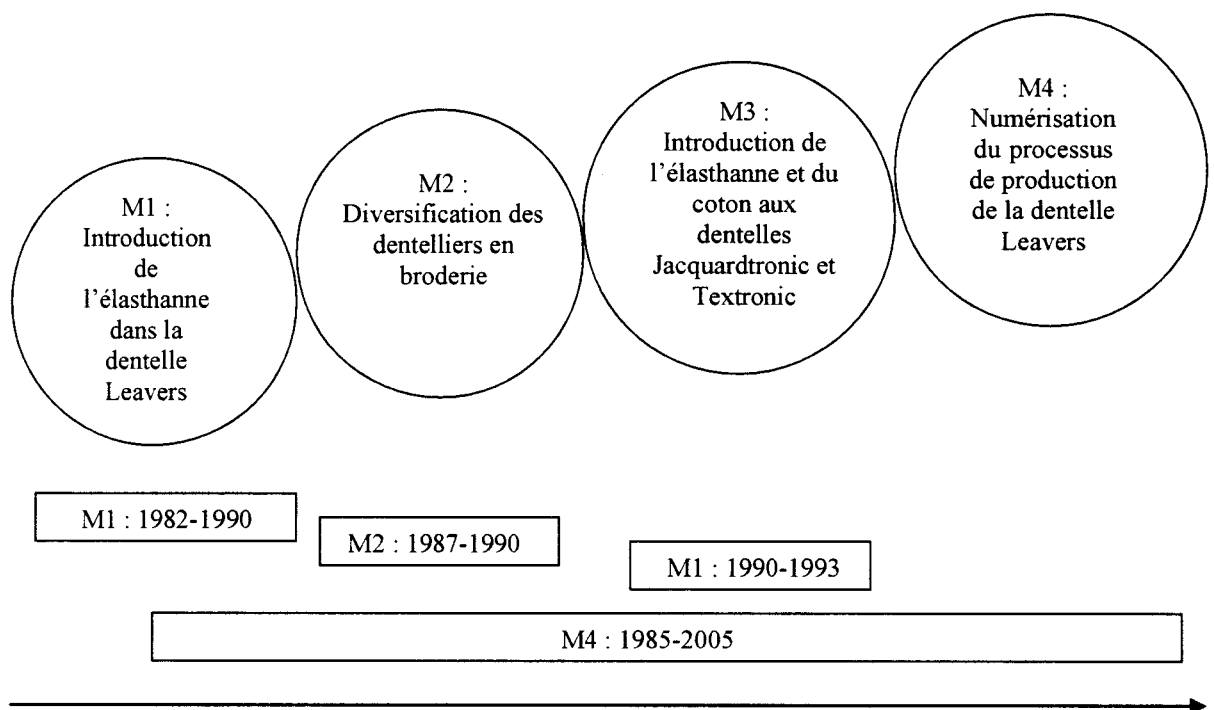 M1 :
Introduction
de
l'élasthanne
dans la
dentelle
Leavers
M2 :
Diversification des
dentelliers en
broderie
M3 :
Introduction de
l'élasthanne et du
coton aux
dentelles
Jacquardtronic et
Textronic
M4 :
Numérisation
du processus
de production
de la dentelle
Leavers
M1 : 1982-1990
M2 : 1987-1990
M1 : 1990-1993
M4 : 1985-2005